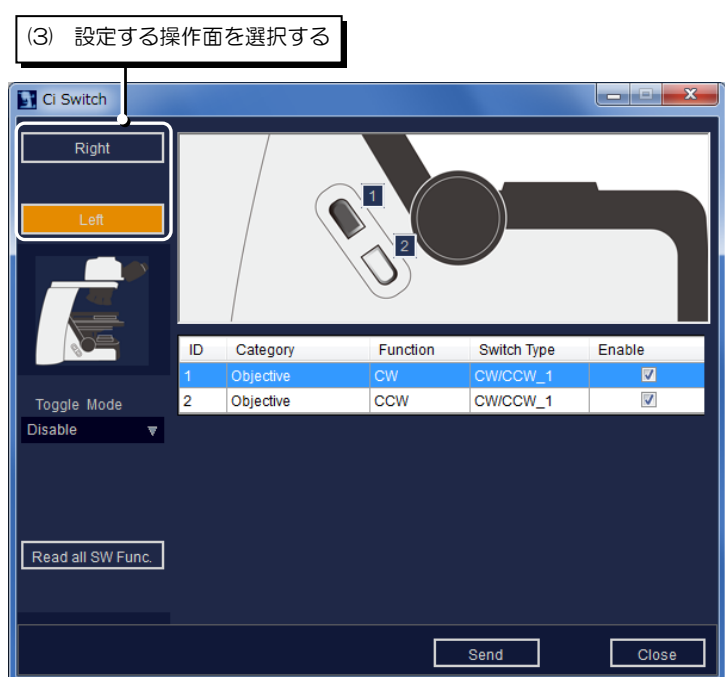 (3) 設定する操作面を選択する
Ci Switch
Right
Left
1
2
ID Category Function Switch Type Enable
1 Objective CW CW/CCW_1
2 Objective CCW CW/CCW_1
Toggle Mode
Disable
Read all SW Func.
Send Close